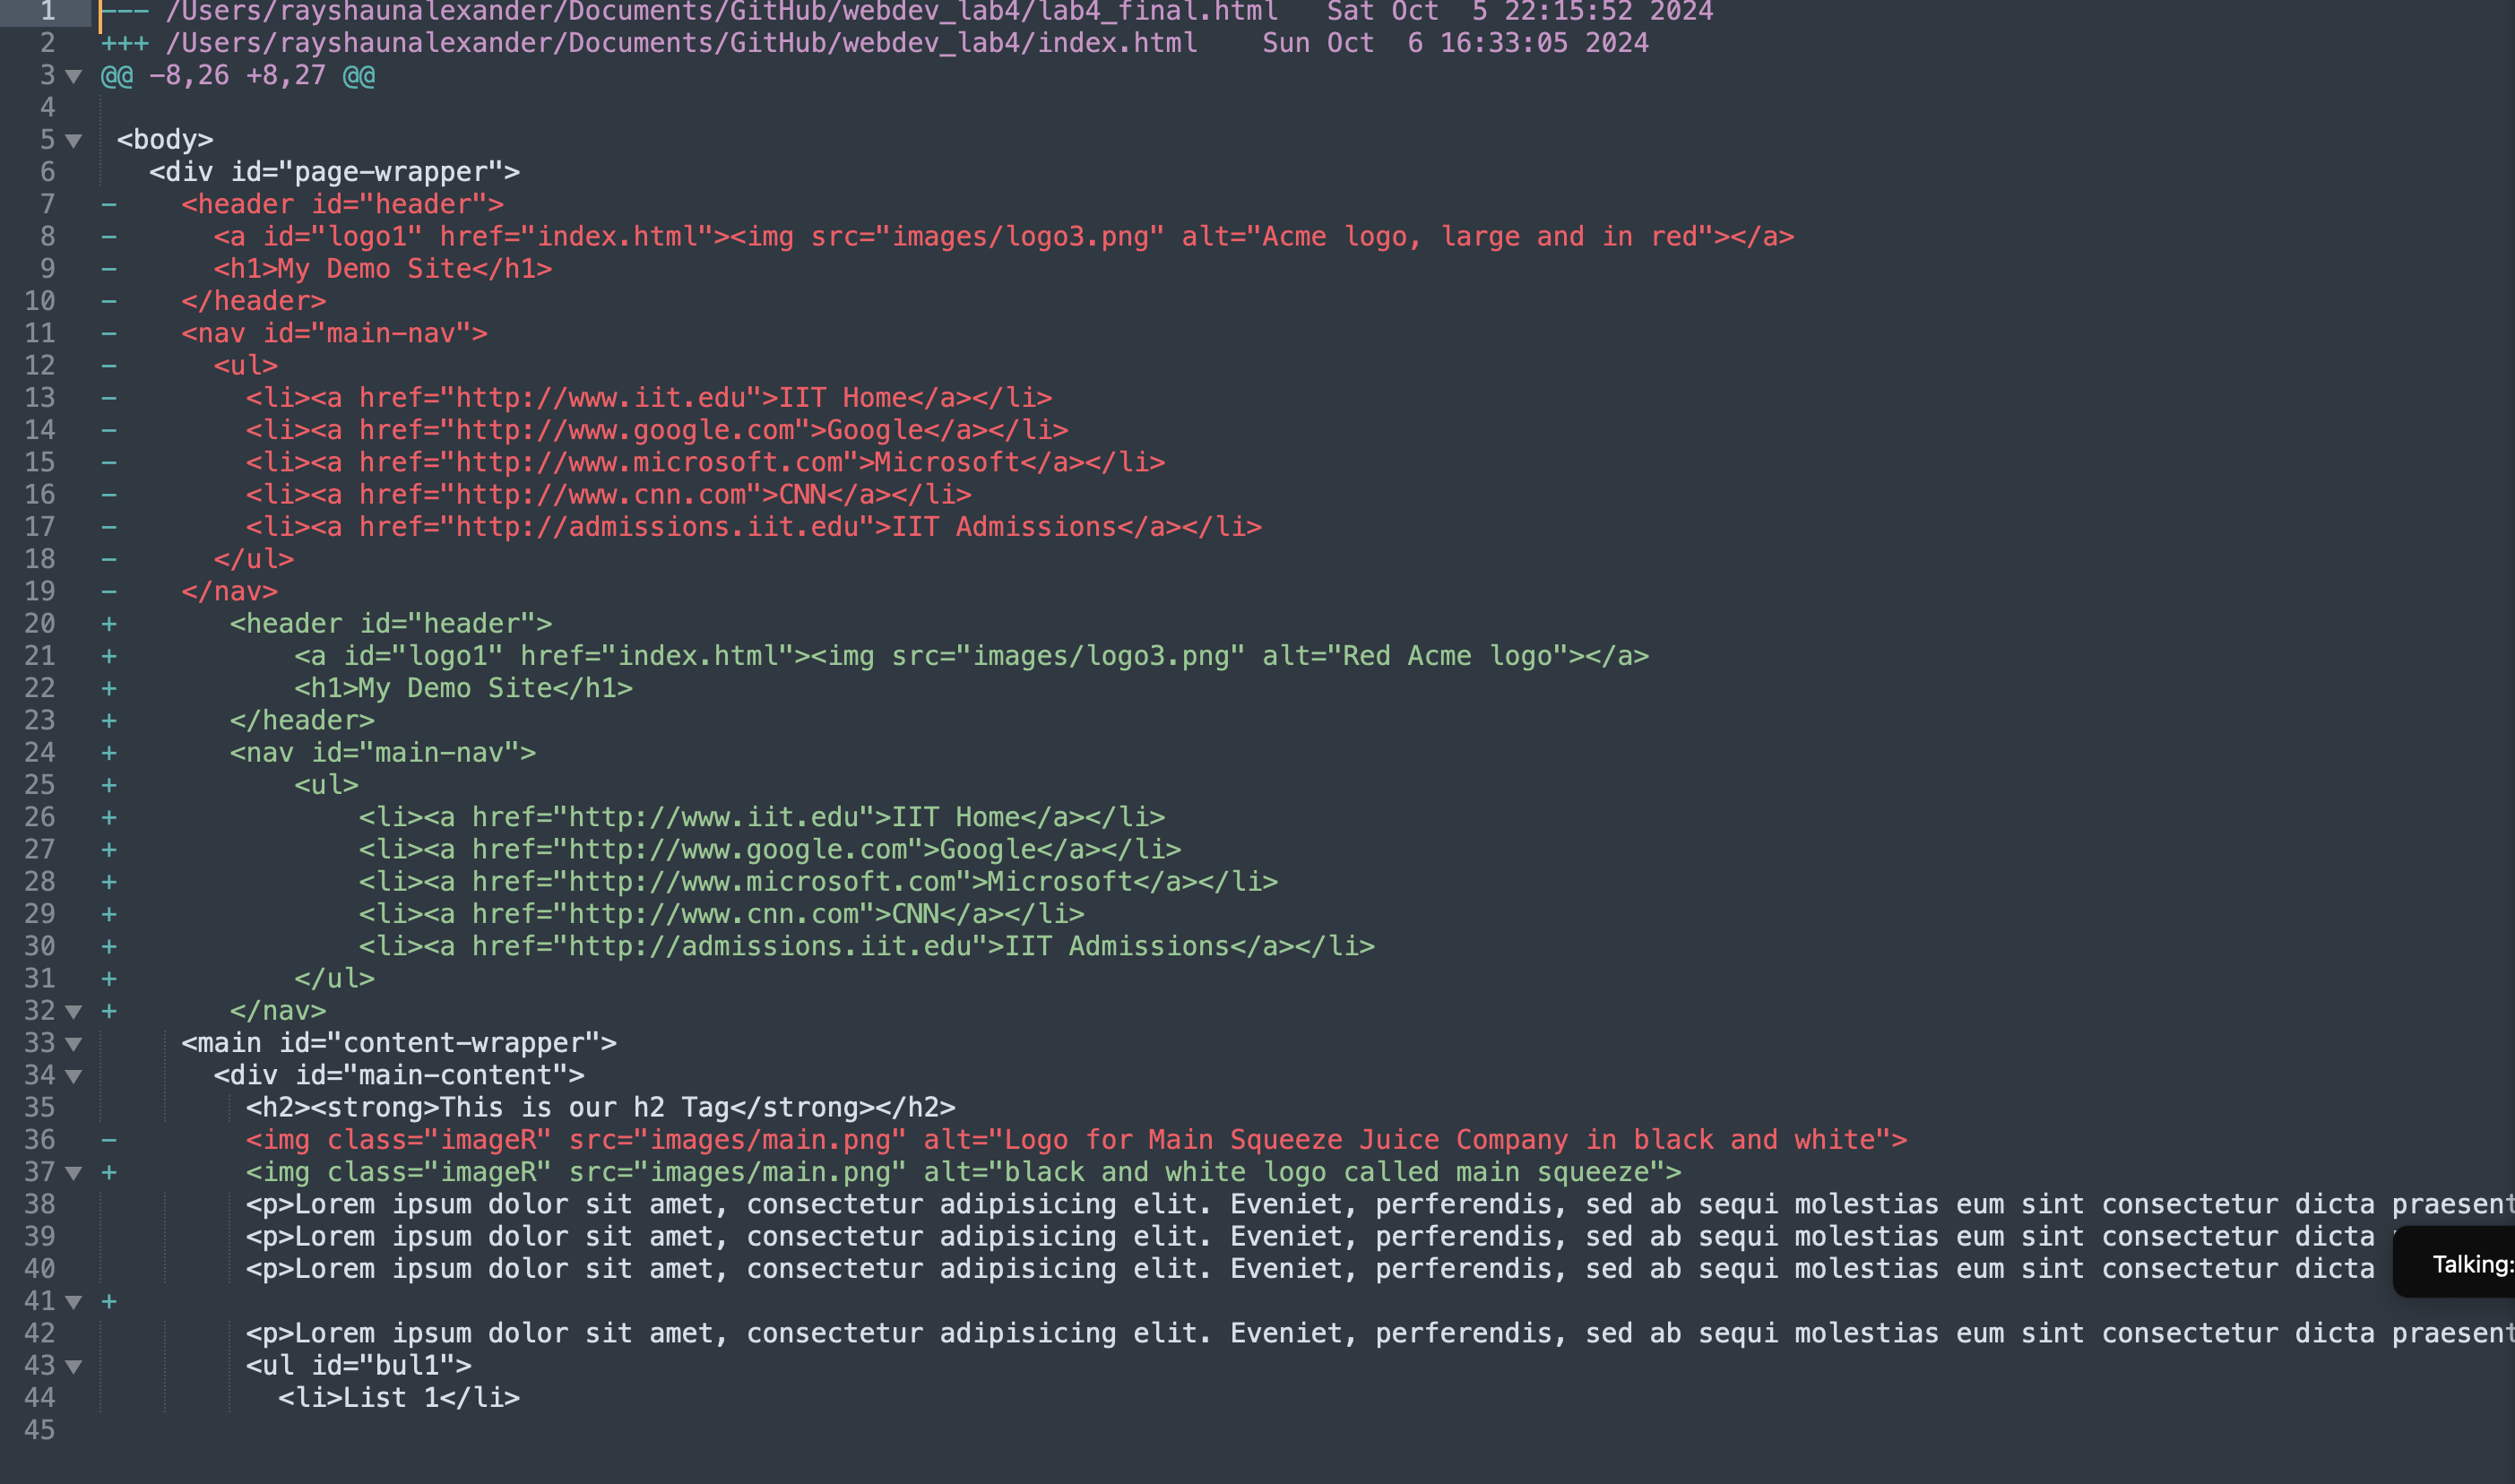 1 --- /Users/rayshaunalexander/Documents/GitHub/webdev_lab4/lab4_final.html   Sat Oct  5 22:15:52 2024
2 +++ /Users/rayshaunalexander/Documents/GitHub/webdev_lab4/index.html    Sun Oct  6 16:33:05 2024
3 @@ -8,26 +8,27 @@
4
5  <body>
6    <div id="page-wrapper">
7 -    <header id="header">
8 -      <a id="logo1" href="index.html"><img src="images/logo3.png" alt="Acme logo, large and in red"></a>
9 -      <h1>My Demo Site</h1>
10 -    </header>
11 -    <nav id="main-nav">
12 -      <ul>
13 -        <li><a href="http://www.iit.edu">IIT Home</a></li>
14 -        <li><a href="http://www.google.com">Google</a></li>
15 -        <li><a href="http://www.microsoft.com">Microsoft</a></li>
16 -        <li><a href="http://www.cnn.com">CNN</a></li>
17 -        <li><a href="http://admissions.iit.edu">IIT Admissions</a></li>
18 -      </ul>
19 -    </nav>
20 +       <header id="header">
21 +           <a id="logo1" href="index.html"><img src="images/logo3.png" alt="Red Acme logo"></a>
22 +           <h1>My Demo Site</h1>
23 +       </header>
24 +       <nav id="main-nav">
25 +           <ul>
26 +               <li><a href="http://www.iit.edu">IIT Home</a></li>
27 +               <li><a href="http://www.google.com">Google</a></li>
28 +               <li><a href="http://www.microsoft.com">Microsoft</a></li>
29 +               <li><a href="http://www.cnn.com">CNN</a></li>
30 +               <li><a href="http://admissions.iit.edu">IIT Admissions</a></li>
31 +           </ul>
32 +       </nav>
33      <main id="content-wrapper">
34        <div id="main-content">
35          <h2><strong>This is our h2 Tag</strong></h2>
36 -        <img class="imageR" src="images/main.png" alt="Logo for Main Squeeze Juice Company in black and white">
37 +        <img class="imageR" src="images/main.png" alt="black and white logo called main squeeze">
38          <p>Lorem ipsum dolor sit amet, consectetur adipisicing elit. Eveniet, perferendis, sed ab sequi molestias eum sint consectetur dicta praesent
39          <p>Lorem ipsum dolor sit amet, consectetur adipisicing elit. Eveniet, perferendis, sed ab sequi molestias eum sint consectetur dicta
40          <p>Lorem ipsum dolor sit amet, consectetur adipisicing elit. Eveniet, perferendis, sed ab sequi molestias eum sint consectetur dicta
Talking:
41 +
42          <p>Lorem ipsum dolor sit amet, consectetur adipisicing elit. Eveniet, perferendis, sed ab sequi molestias eum sint consectetur dicta praesent
43          <ul id="bul1">
44            <li>List 1</li>
45